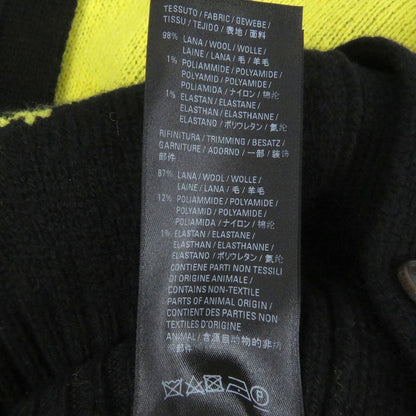 TESSUTO / FABRIC / GEWEBE /
TISSU / TEJIDO / 表地 / 面料
98% LANA / WOOL / WOLLE /
LAINE / LANA / 毛 / 羊毛
1% POLIAMMIDE / POLYAMIDE /
POLYAMID / POLYAMIDE /
POLIAMIDA / ナイロン / 锦纶
1% ELASTAN / ELASTANE /
ELASTHAN / ELASTHANNE /
ELASTANO / ポリウレタン / 氨纶
RIFINITURA / TRIMMING / BESATZ /
GARNITURE / ADORNO / 一部 / 装饰
部件
87% LANA / WOOL / WOLLE /
LAINE / LANA / 毛 / 羊毛
12% POLIAMMIDE / POLYAMIDE /
POLYAMID / POLYAMIDE /
POLIAMIDA / ナイロン / 锦纶
1% ELASTAN / ELASTANE /
ELASTHAN / ELASTHANNE /
ELASTANO / ポリウレタン / 氨纶
CONTIENE PARTI NON TESSILI
DI ORIGINE ANIMALE /
CONTAINS NON-TEXTILE
PARTS OF ANIMAL ORIGIN /
CONTIENT DES PARTIES NON
TEXTILES D'ORIGINE
ANIMALE / 含源自动物的非纺
织部件
P